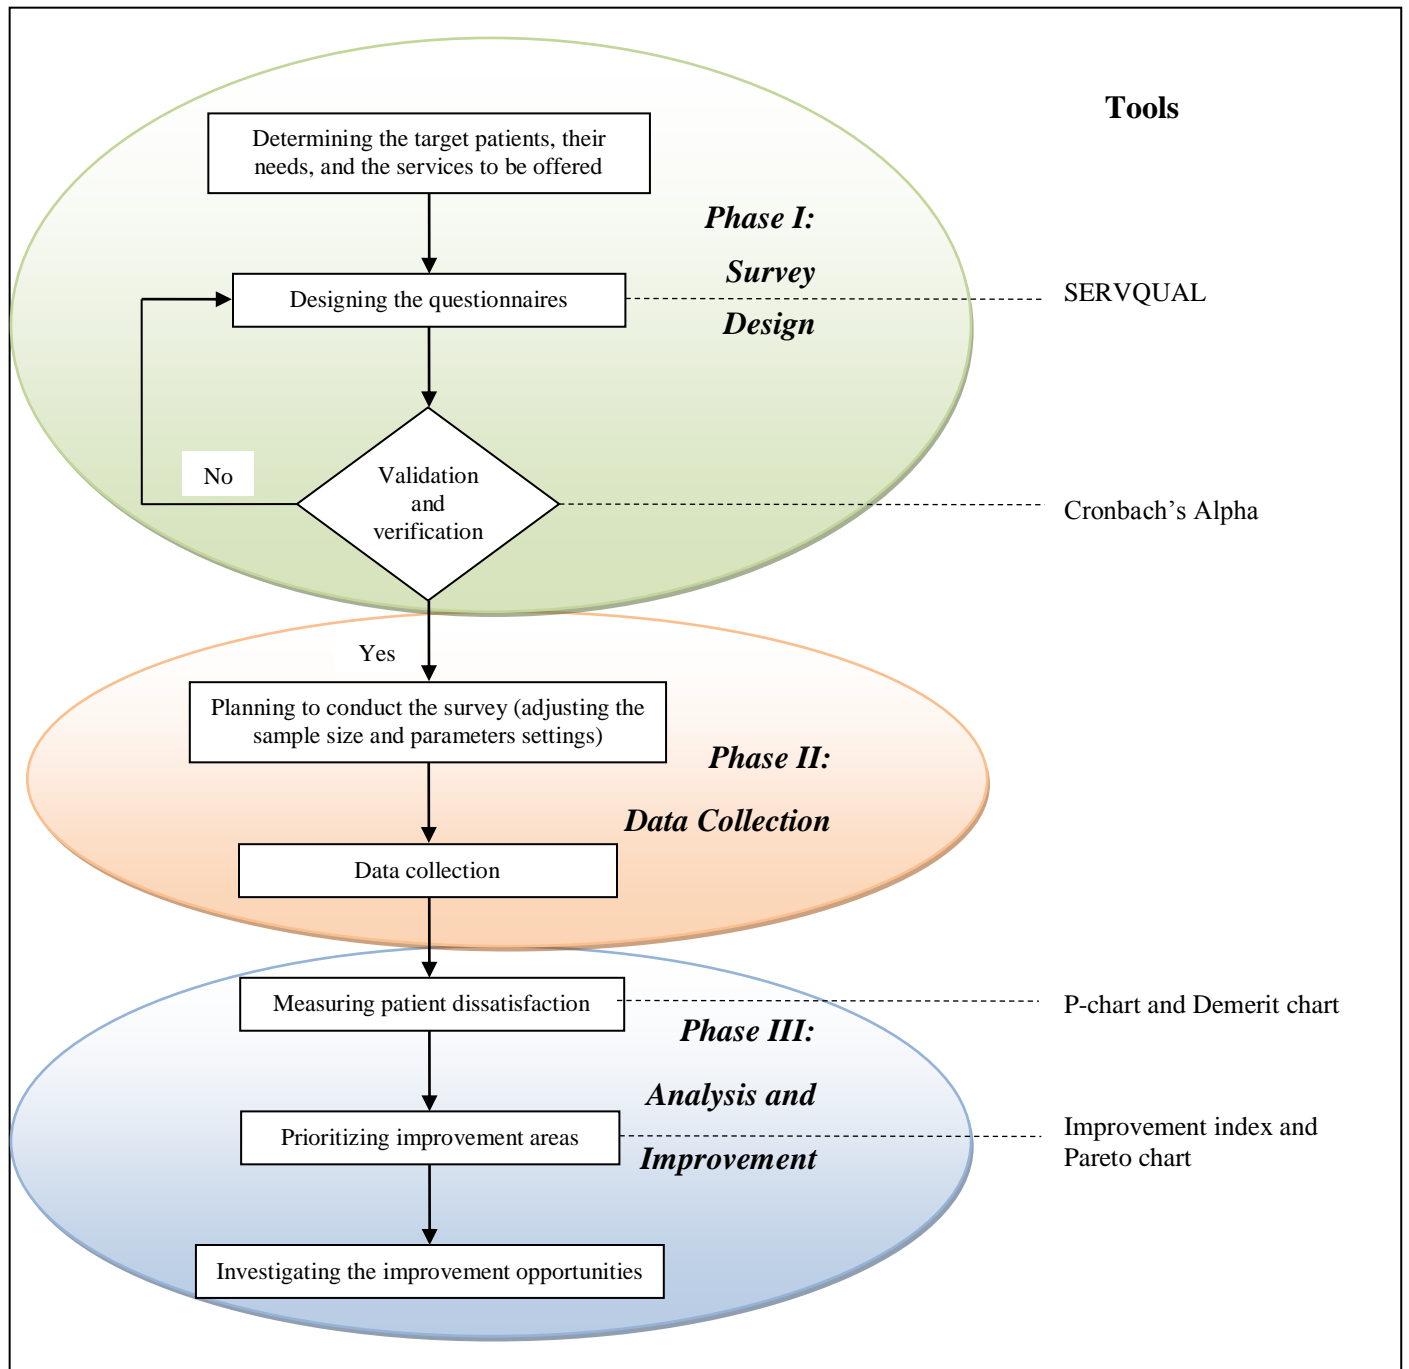 Tools
Determining the target patients, their
needs, and the services to be offered
Phase I:
Survey
Design
Designing the questionnaires
SERVQUAL
No
Validation
and
verification
Cronbach’s Alpha
Yes
Planning to conduct the survey (adjusting the
sample size and parameters settings)
Phase II:
Data Collection
Data collection
Measuring patient dissatisfaction
P-chart and Demerit chart
Phase III:
Analysis and
Improvement
Prioritizing improvement areas
Improvement index and
Pareto chart
Investigating the improvement opportunities